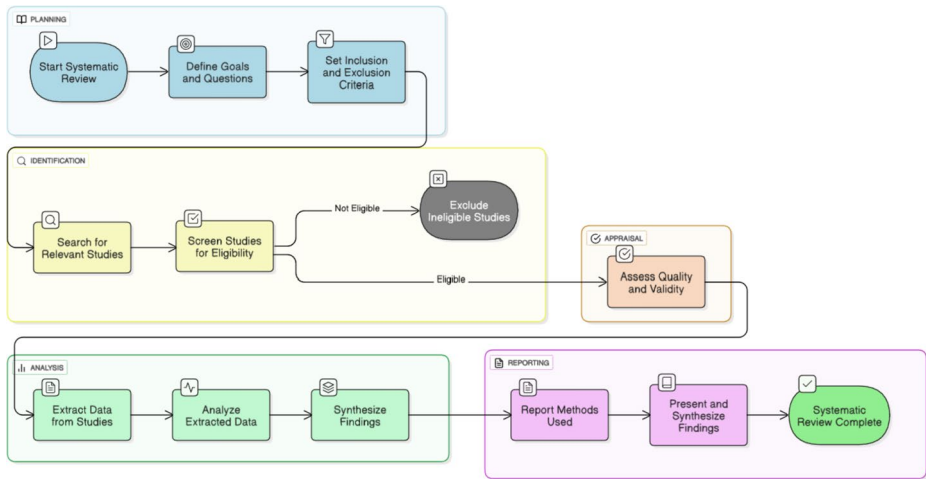 PLANNING
Start Systematic
Review
Define Goals
and Questions
Set Inclusion
and Exclusion
Criteria
IDENTIFICATION
Search for
Relevant Studies
Screen Studies
for Eligibility
Not Eligible
Exclude
Ineligible Studies
Eligible
APPRAISAL
Assess Quality
and Validity
ANALYSIS
Extract Data
from Studies
Analyze
Extracted Data
Synthesize
Findings
REPORTING
Report Methods
Used
Present and
Synthesize
Findings
Systematic
Review Complete